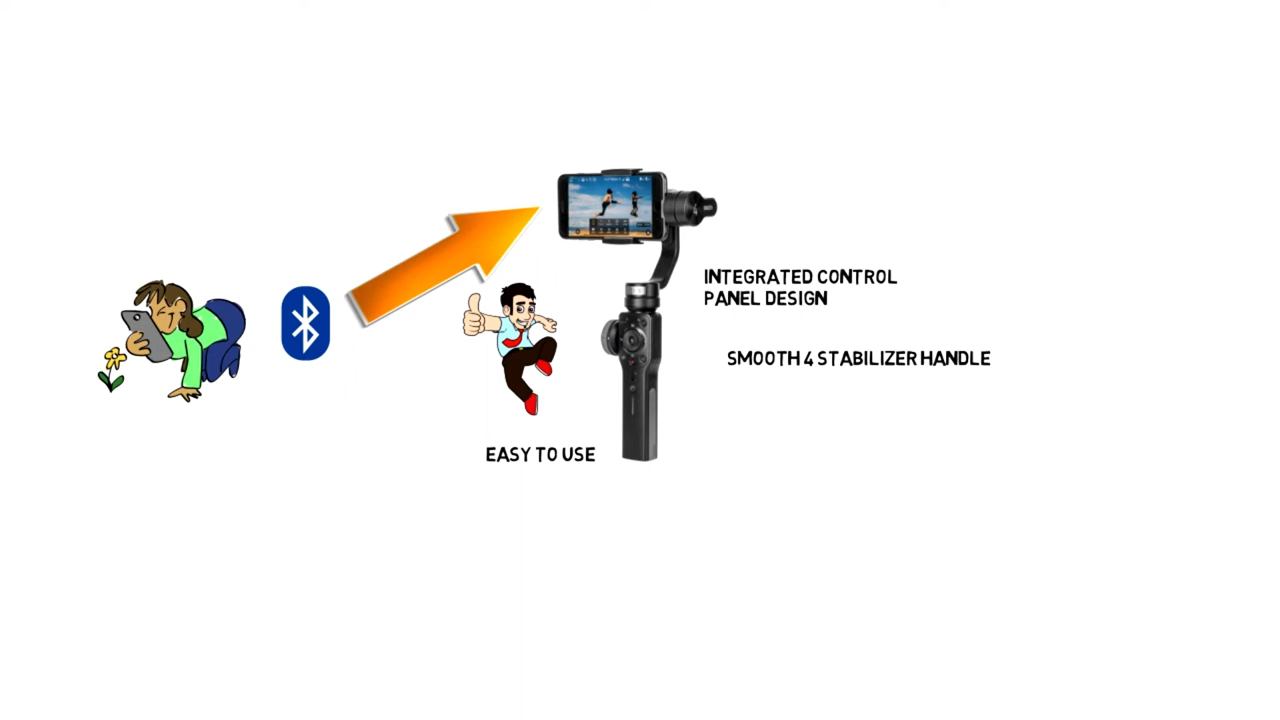 INTEGRATED CONTROL
PANEL DESIGN
SMOOTH 4 STABILIZER HANDLE
EASY TO USE